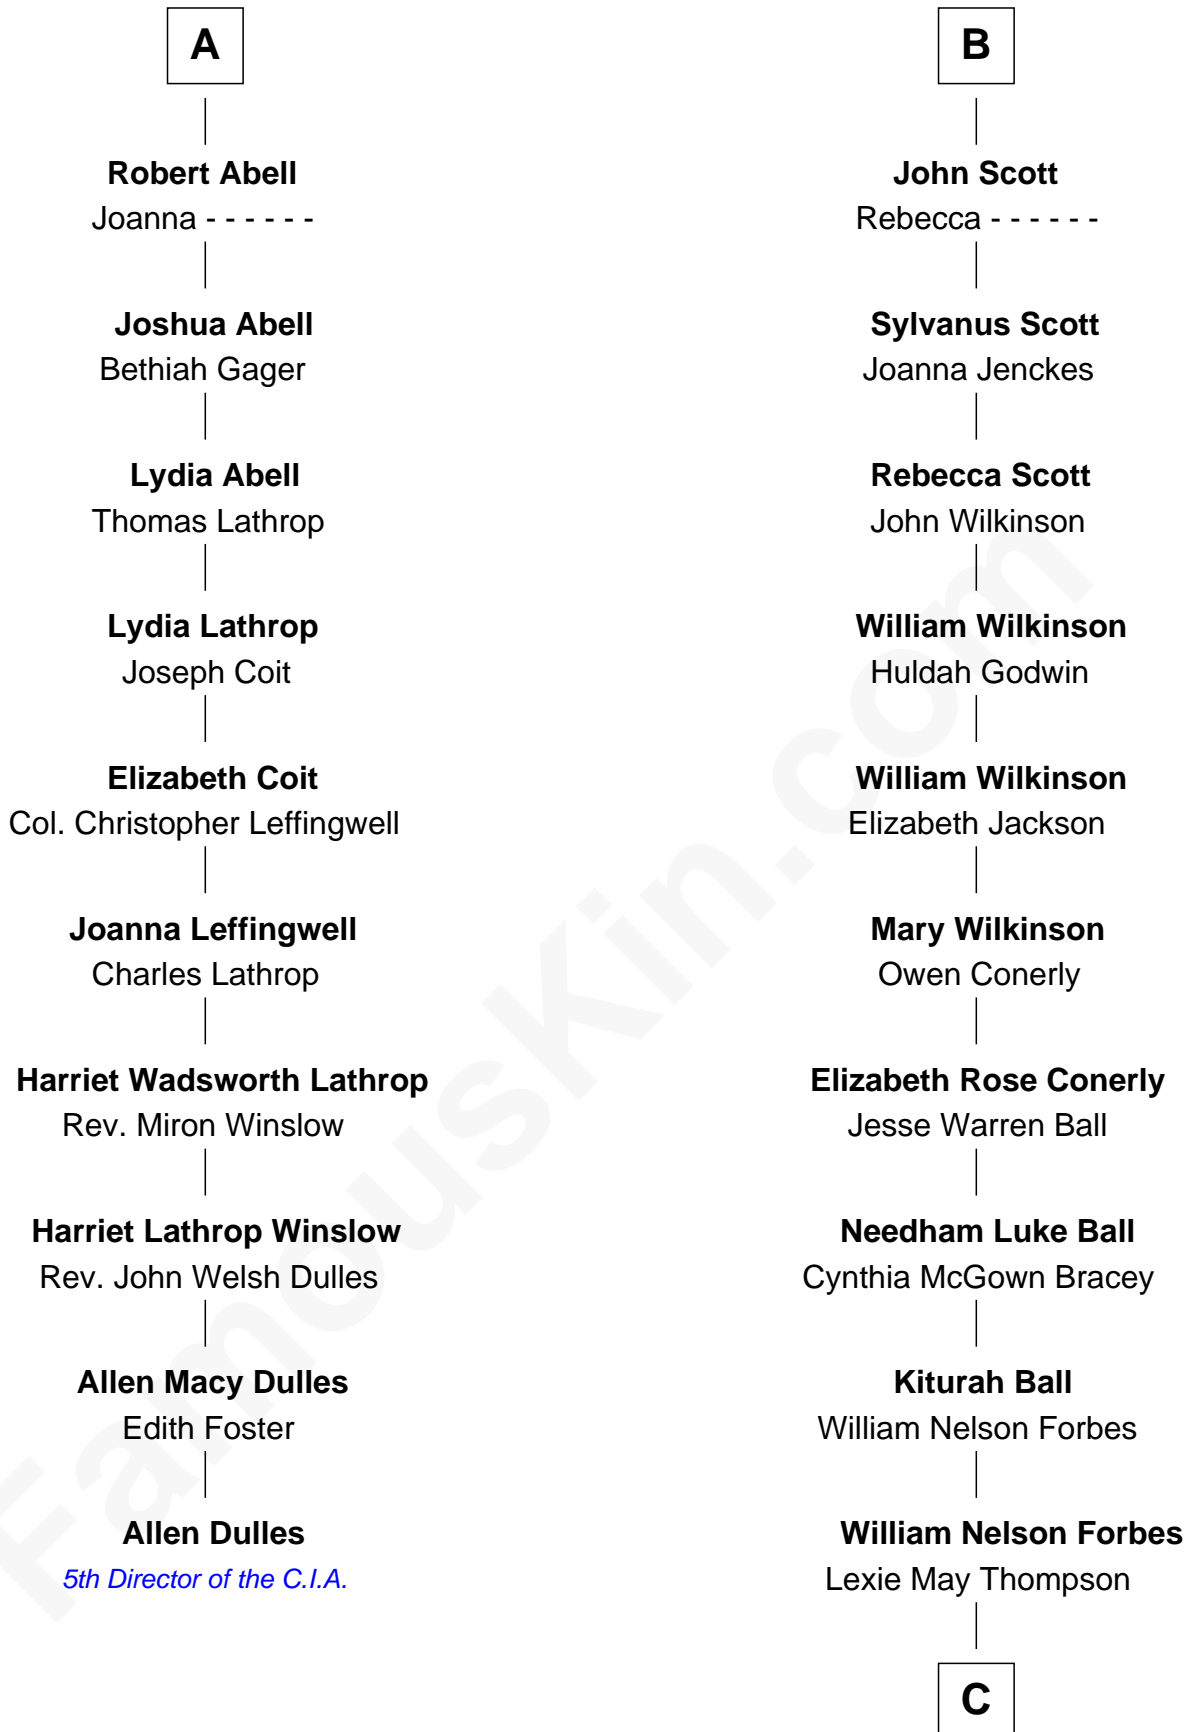 A
Robert Abell
Joanna - - - - - -
Joshua Abell
Bethiah Gager
Lydia Abell
Thomas Lathrop
Lydia Lathrop
Joseph Coit
Elizabeth Coit
Col. Christopher Leffingwell
Joanna Leffingwell
Charles Lathrop
Harriet Wadsworth Lathrop
Rev. Miron Winslow
Harriet Lathrop Winslow
Rev. John Welsh Dulles
Allen Macy Dulles
Edith Foster
Allen Dulles
5th Director of the C.I.A.
B
John Scott
Rebecca - - - - - -
Sylvanus Scott
Joanna Jenckes
Rebecca Scott
John Wilkinson
William Wilkinson
Huldah Godwin
William Wilkinson
Elizabeth Jackson
Mary Wilkinson
Owen Conerly
Elizabeth Rose Conerly
Jesse Warren Ball
Needham Luke Ball
Cynthia McGown Bracey
Kiturah Ball
William Nelson Forbes
William Nelson Forbes
Lexie May Thompson
C
FamousKin.com